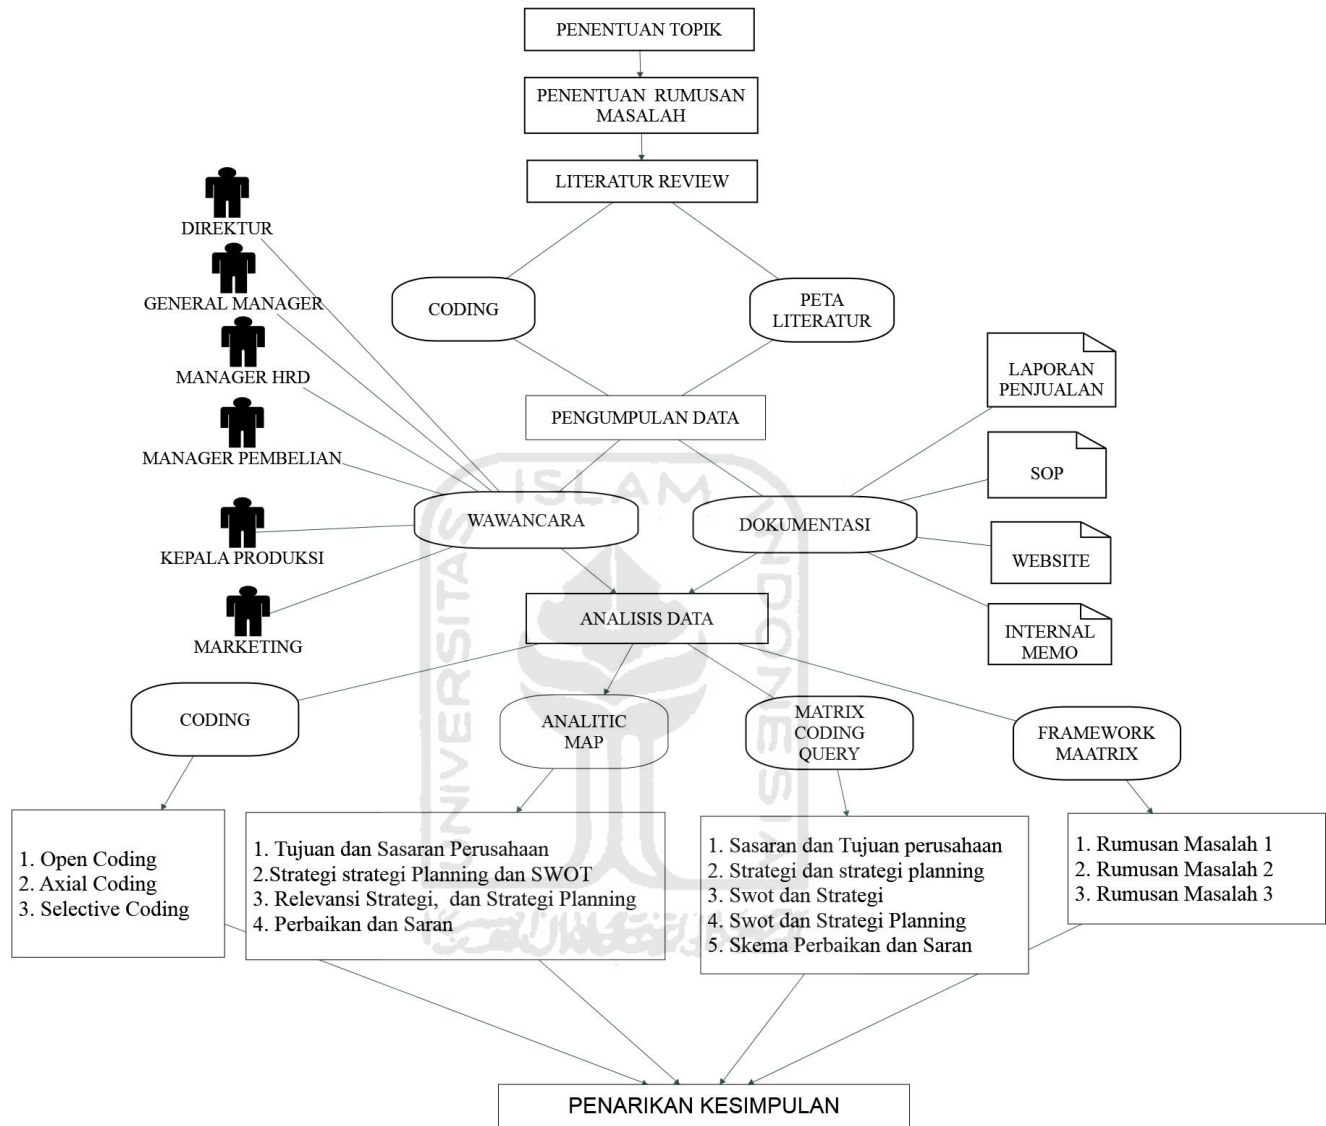 PENENTUAN TOPIK
PENENTUAN RUMUSAN
MASALAH
LITERATUR REVIEW
DIREKTUR
GENERAL MANAGER
MANAGER HRD
MANAGER PEMBELIAN
KEPALA PRODUKSI
MARKETING
CODING
PETA
LITERATUR
PENGUMPULAN DATA
LAPORAN
PENJUALAN
SOP
WEBSITE
INTERNAL
MEMO
WAWANCARA
DOKUMENTASI
UNIVERSITAS
ISLAM
INDONESIA
ANALISIS DATA
CODING
ANALITIC
MAP
MATRIX
CODING
QUERY
FRAMEWORK
MAATRIX
1. Open Coding
2. Axial Coding
3. Selective Coding
1. Tujuan dan Sasaran Perusahaan
2.Strategi strategi Planning dan SWOT
3. Relevansi Strategi,  dan Strategi Planning
4. Perbaikan dan Saran
1. Sasaran dan Tujuan perusahaan
2. Strategi dan strategi planning
3. Swot dan Strategi
4. Swot dan Strategi Planning
5. Skema Perbaikan dan Saran
1. Rumusan Masalah 1
2. Rumusan Masalah 2
3. Rumusan Masalah 3
PENARIKAN KESIMPULAN